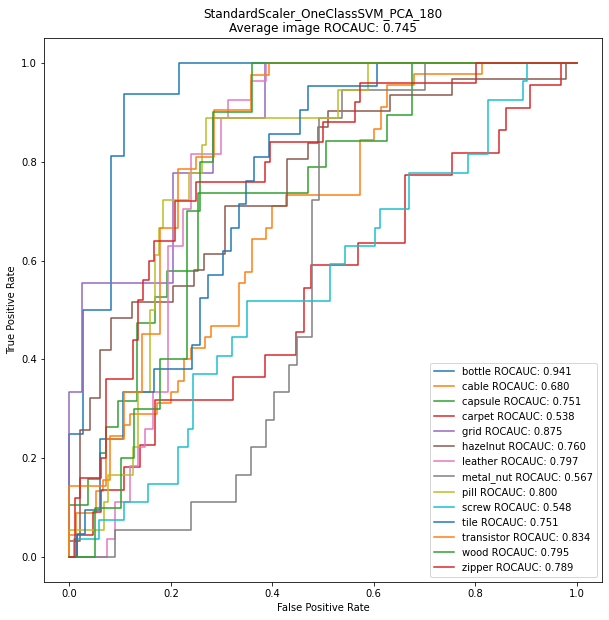 StandardScaler_OneClassSVM_PCA_180
Average image ROCAUC: 0.745
True Positive Rate
1.0
0.8
0.6
0.4
0.2
0.0
bottle ROCAUC: 0.941
cable ROCAUC: 0.680
capsule ROCAUC: 0.751
carpet ROCAUC: 0.538
grid ROCAUC: 0.875
hazelnut ROCAUC: 0.760
leather ROCAUC: 0.797
metal_nut ROCAUC: 0.567
pill ROCAUC: 0.800
screw ROCAUC: 0.548
tile ROCAUC: 0.751
transistor ROCAUC: 0.834
wood ROCAUC: 0.795
zipper ROCAUC: 0.789
0.0 0.2 0.4 0.6 0.8 1.0
False Positive Rate